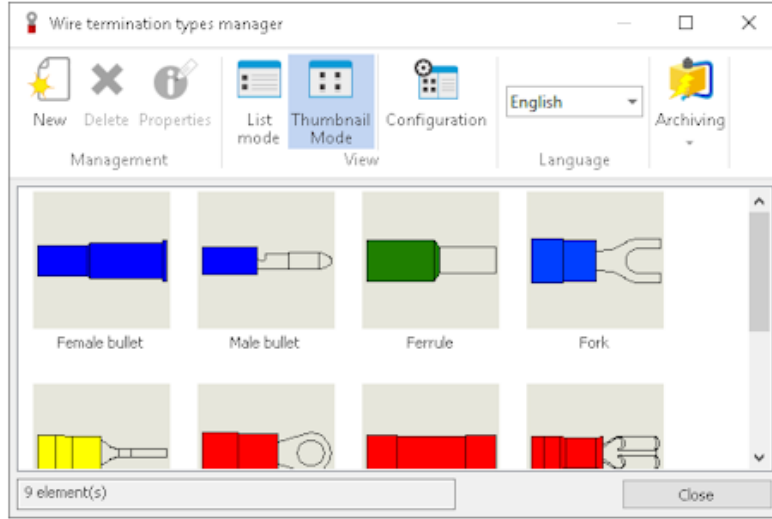 Wire termination types manager
New
Delete
Properties
List
mode
Thumbnail
Mode
Configuration
English
Archiving
Management
View
Language
Female bullet
Male bullet
Ferrule
Fork
9 element(s)
Close